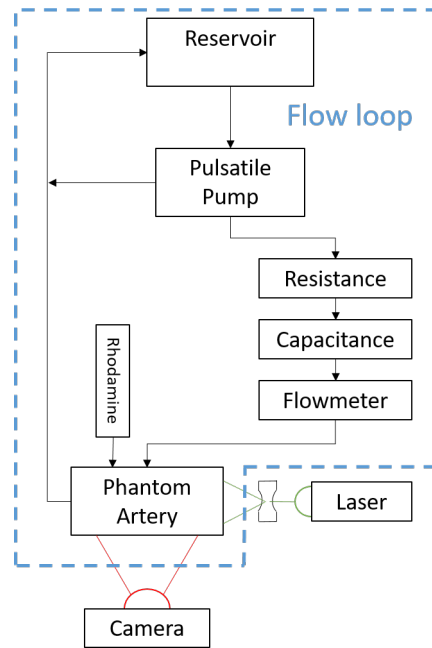 Reservoir
Flow loop
Pulsatile
Pump
Resistance
Capacitance
Rhodamine
Flowmeter
Phantom
Artery
Laser
Camera